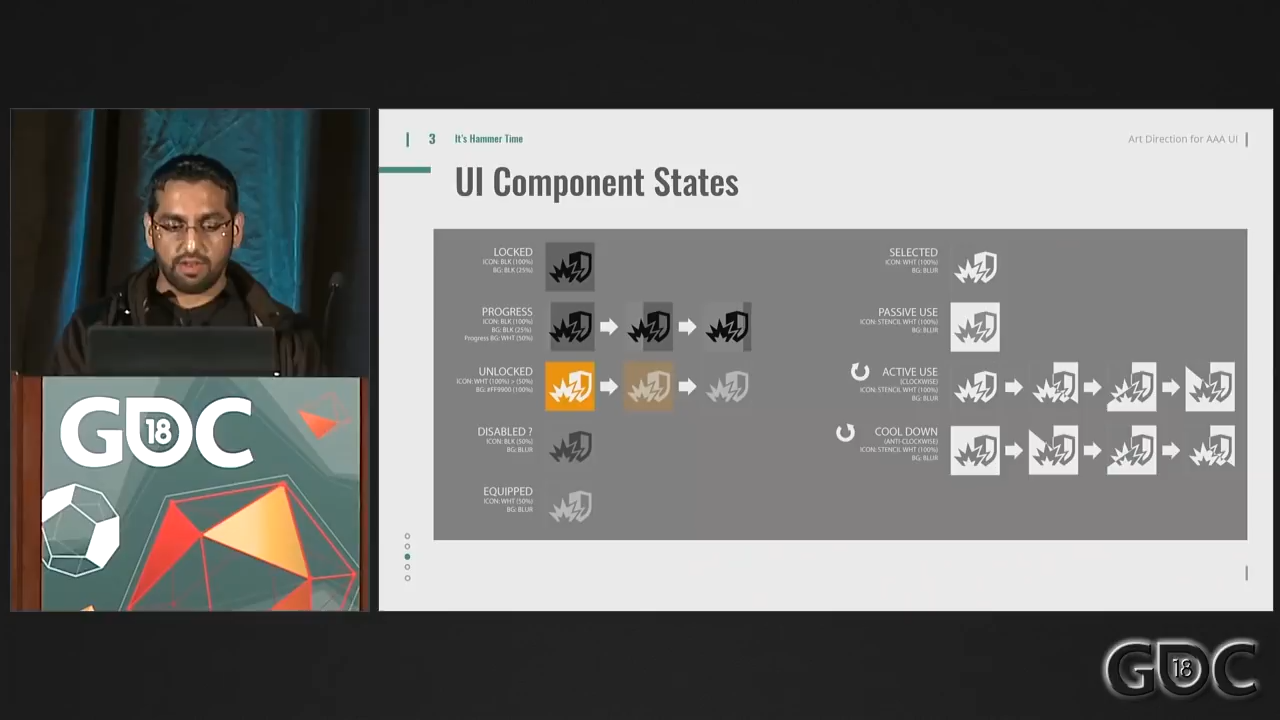 3 It's Hammer Time
Art Direction for AAA UI
UI Component States
LOCKED
ICON: BLK (100%)
BG: BLK (25%)
PROGRESS
ICON: BLK (100%)
BG: BLK (25%)
Progress BG: WHT (50%)
UNLOCKED
ICON: WHT (100%) > (50%)
BG: #FF9900 (100%)
DISABLED ?
ICON: BLK (50%)
BG: BLUR
EQUIPPED
ICON: WHT (50%)
BG: BLUR
SELECTED
ICON: WHT (100%)
BG: BLUR
PASSIVE USE
ICON: STENCIL WHT (100%)
BG: BLUR
ACTIVE USE
(CLOCKWISE)
ICON: STENCIL WHT (100%)
BG: BLUR
COOL DOWN
(ANTI-CLOCKWISE)
ICON: STENCIL WHT (100%)
BG: BLUR
GDC
18
GDC
18